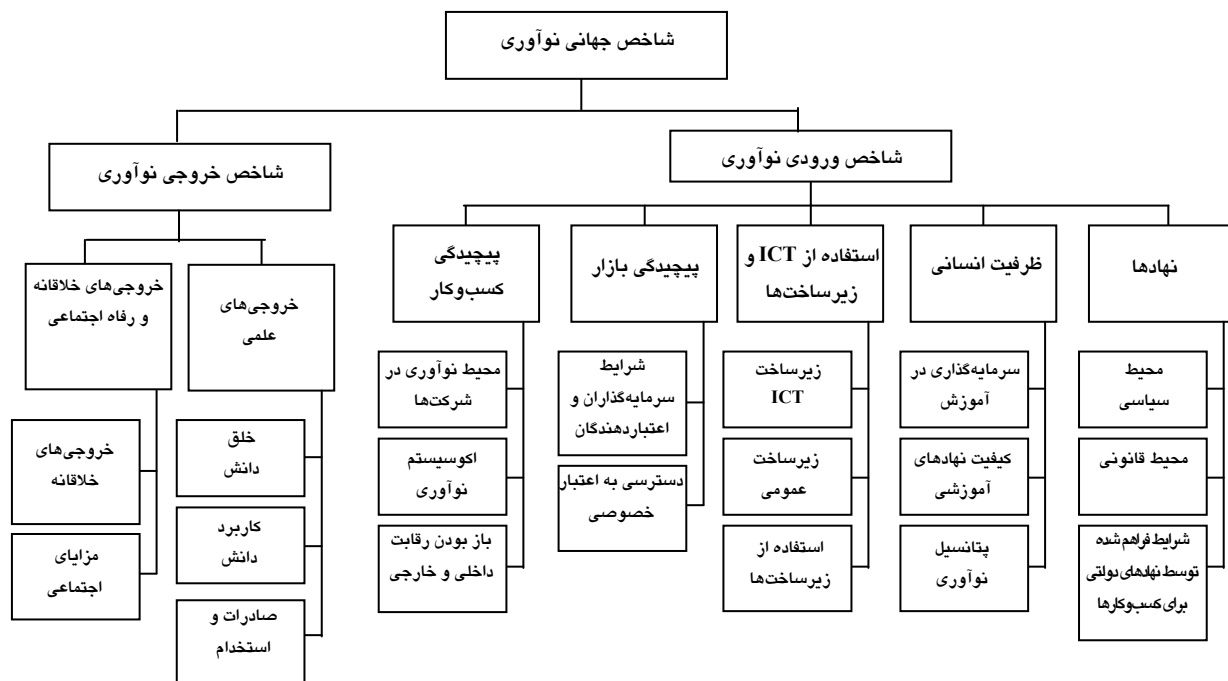 شاخص جهانی نوآوری
شاخص ورودی نوآوری
شاخص خروجی نوآوری
نهادها
ظرفیت انسانی
استفاده از ICT و
زیرساخت‌ها
پیچیدگی بازار
پیچیدگی
کسب‌وکار
خروجی‌های
علمی
خروجی‌های خلاقانه
و رفاه اجتماعی
محیط
سیاسی
محیط قانونی
شرایط فراهم شده
توسط نهادهای دولتی
برای کسب‌وکارها
سرمایه‌گذاری در
آموزش
کیفیت نهادهای
آموزشی
پتانسیل
نوآوری
زیرساخت
ICT
زیرساخت
عمومی
استفاده از
زیرساخت‌ها
شرایط
سرمایه‌گذاران و
اعتباردهندگان
دسترسی به اعتبار
خصوصی
محیط نوآوری در
شرکت‌ها
اکوسیستم
نوآوری
باز بودن رقابت
داخلی و خارجی
خلق
دانش
کاربرد
دانش
صادرات و
استخدام
خروجی‌های
خلاقانه
مزایای
اجتماعی